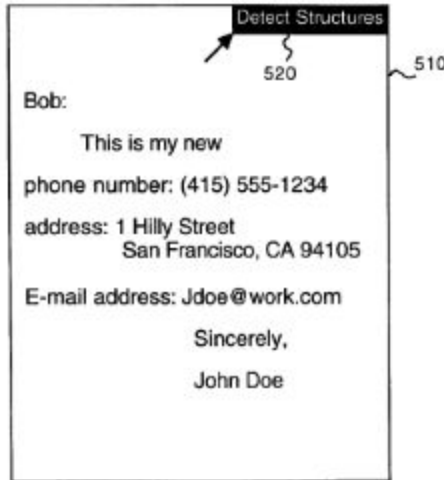 Detect Structures
520
510
Bob:
This is my new
phone number: (415) 555-1234
address: 1 Hilly Street
San Francisco, CA 94105
E-mail address: Jdoe@work.com
Sincerely,
John Doe